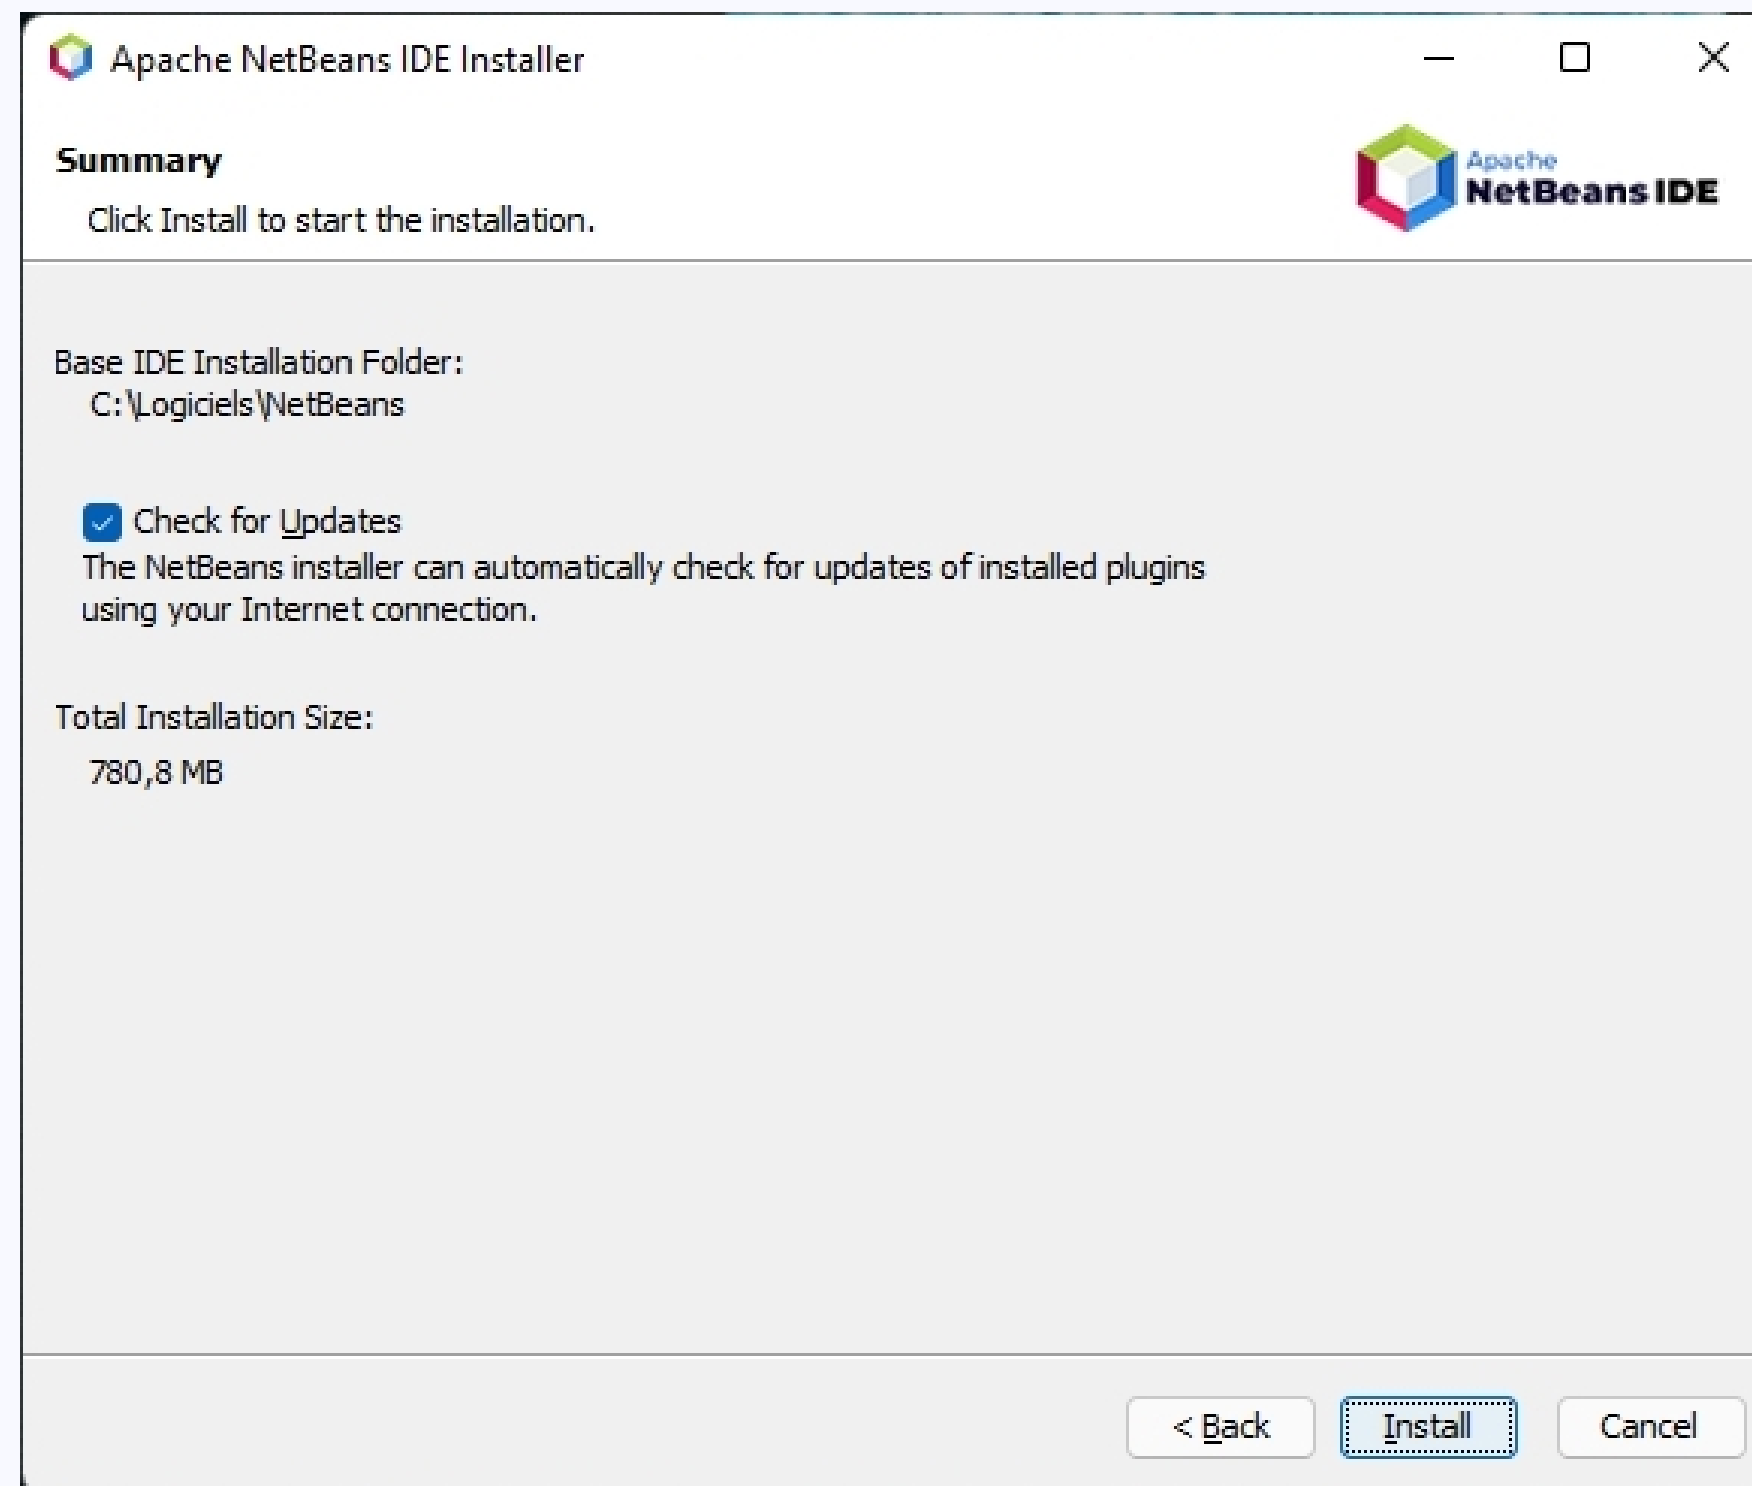 Apache NetBeans IDE Installer
Summary
Click Install to start the installation.
Apache
NetBeans IDE
Base IDE Installation Folder:
C:\Logiciels\NetBeans
Check for Updates
The NetBeans installer can automatically check for updates of installed plugins
using your Internet connection.
Total Installation Size:
780,8 MB
< Back
Install
Cancel